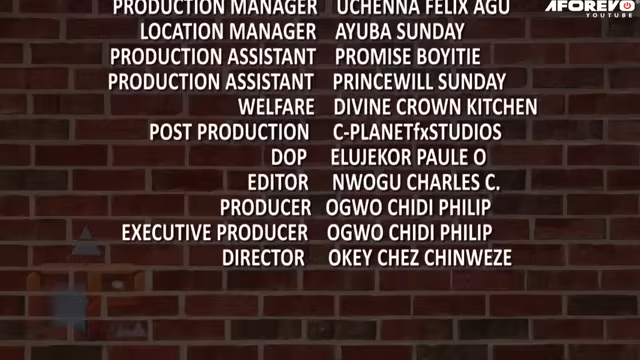 PRODUCTION MANAGER UCHENNA FELIX AGU
LOCATION MANAGER AYUBA SUNDAY
PRODUCTION ASSISTANT PROMISE BOYITIE
PRODUCTION ASSISTANT PRINCEWILL SUNDAY
WELFARE DIVINE CROWN KITCHEN
POST PRODUCTION C-PLANETfxSTUDIOS
DOP ELUJEKOR PAULE O
EDITOR NWOGU CHARLES C.
PRODUCER OGWO CHIDI PHILIP
EXECUTIVE PRODUCER OGWO CHIDI PHILIP
DIRECTOR OKEY CHEZ CHINWEZE
AFOREVO
YOUTUBE